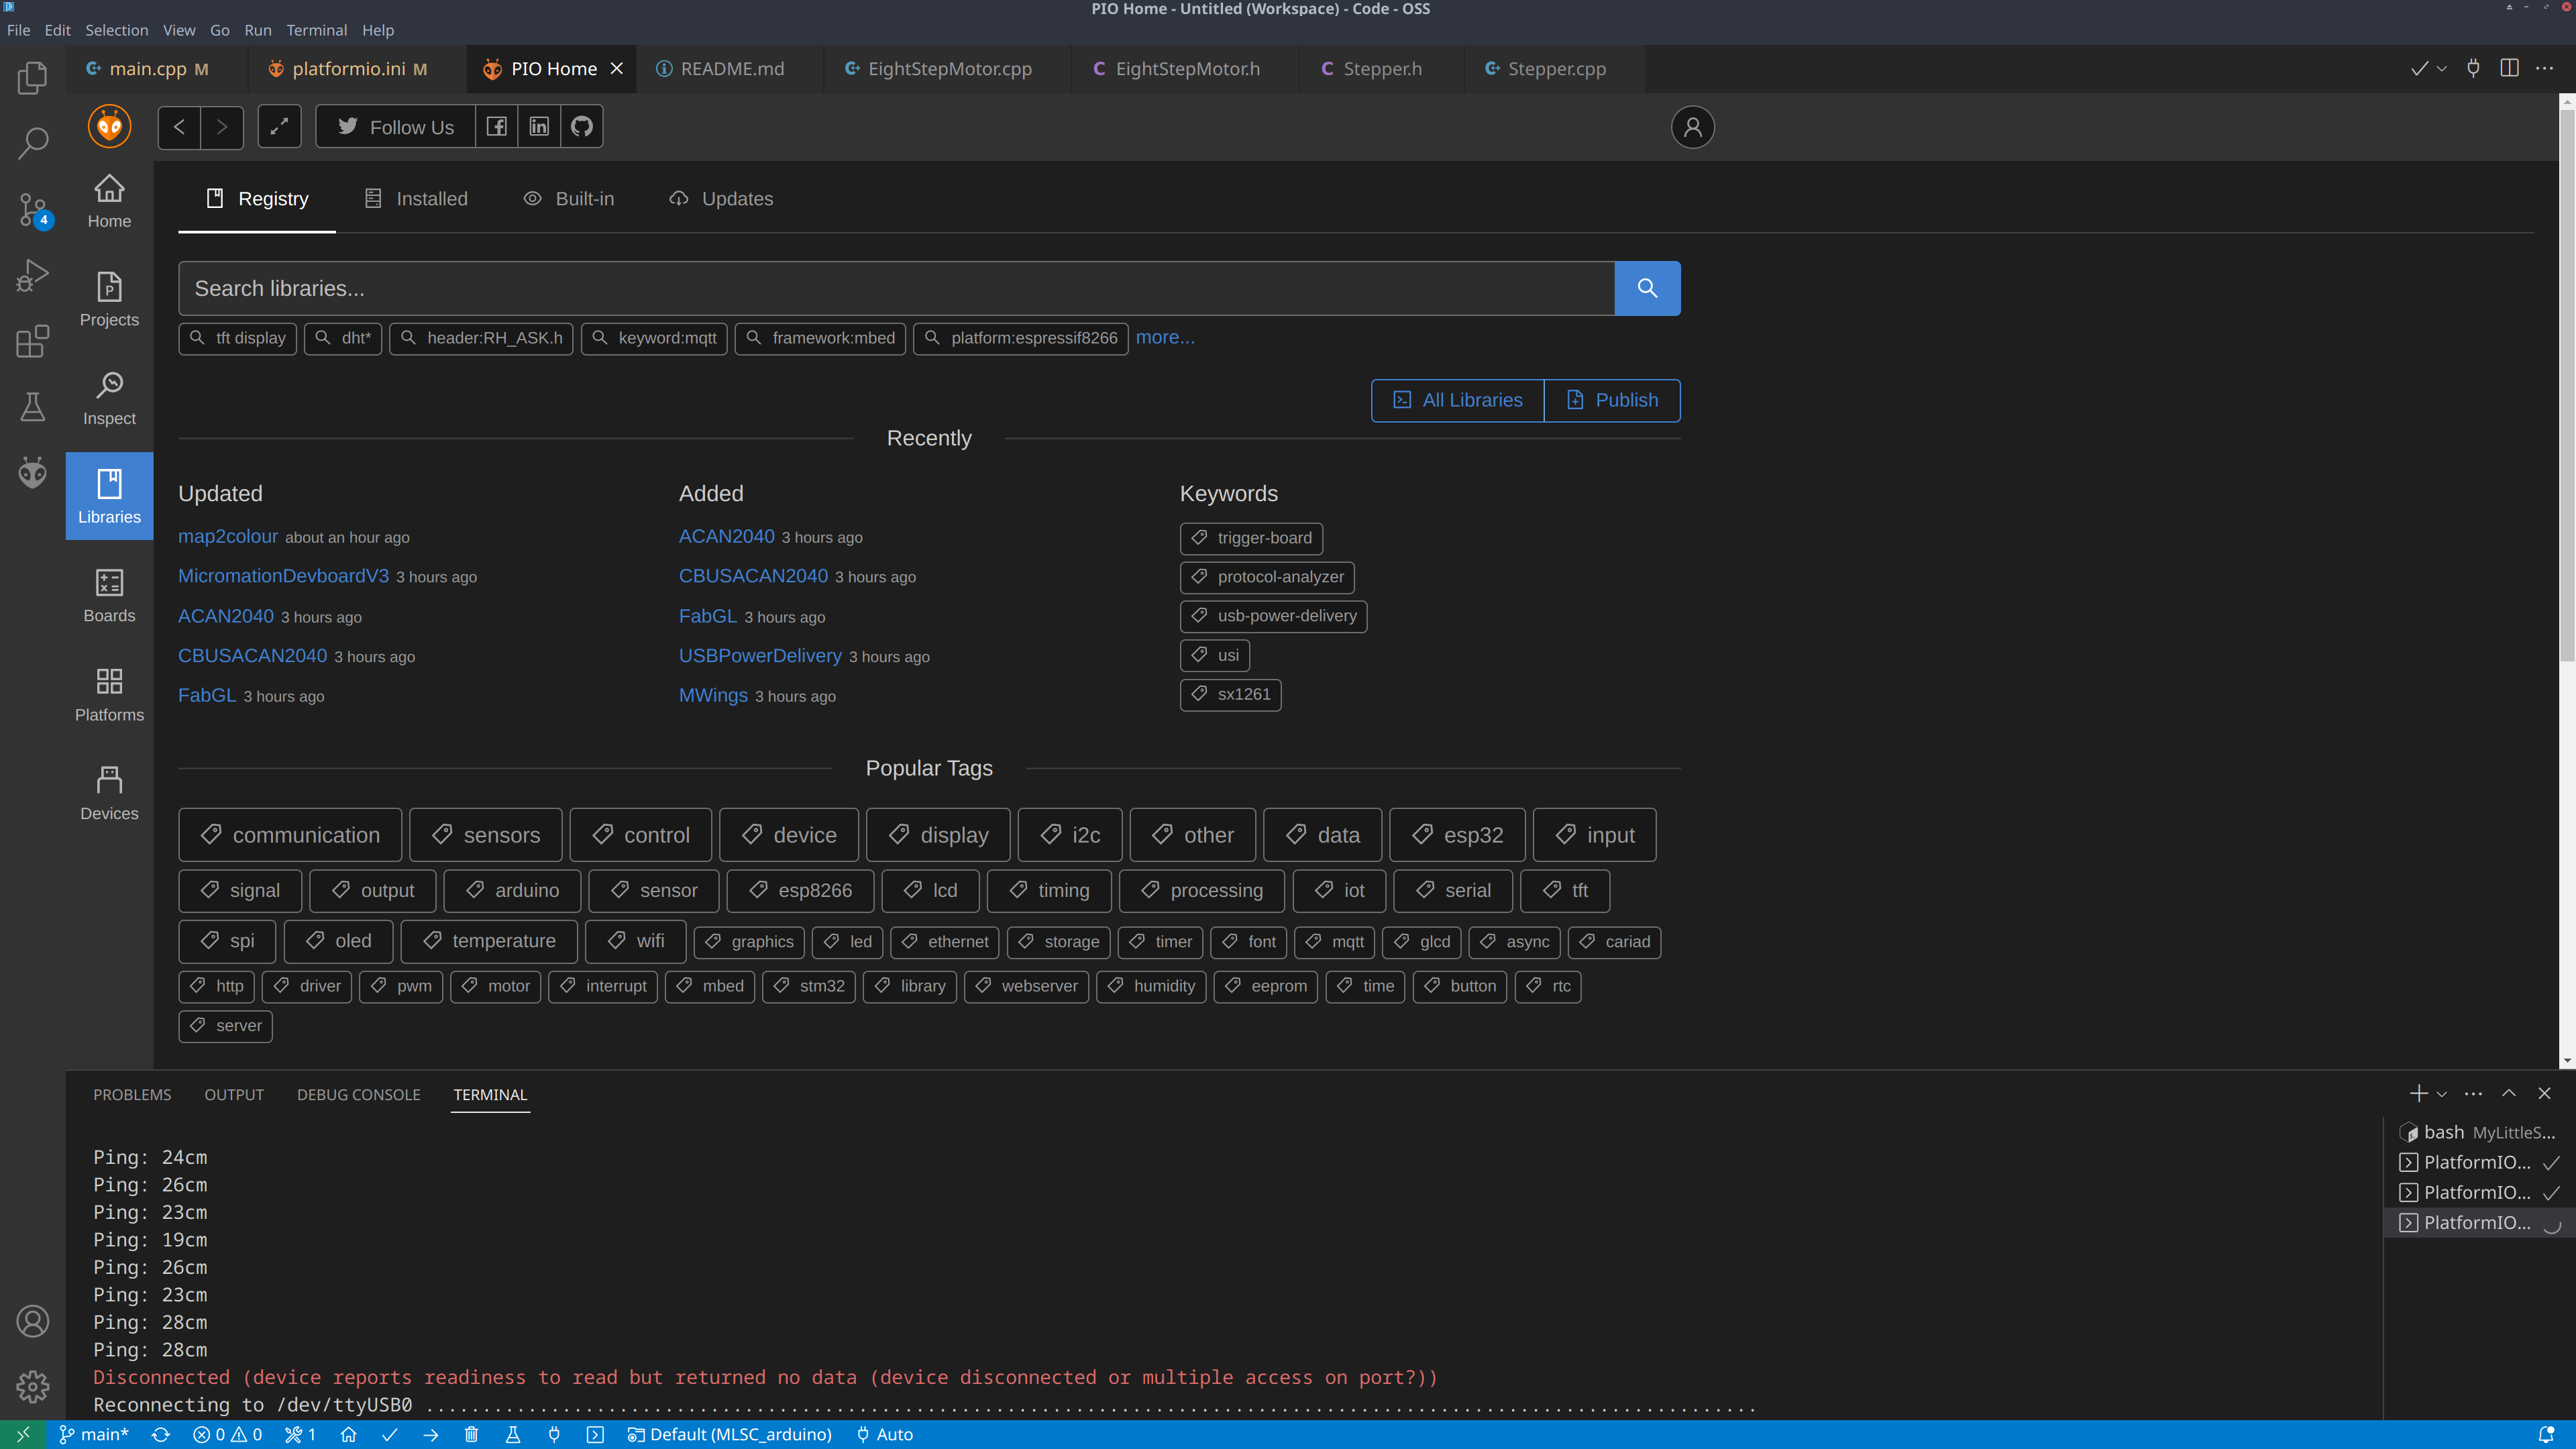 PIO Home - Untitled (Workspace) - Code - OSS
File Edit Selection View Go Run Terminal Help
main.cpp M platformio.ini M PIO Home README.md EightStepMotor.cpp EightStepMotor.h Stepper.h Stepper.cpp
Follow Us
4
Home
Projects
Inspect
Libraries
Boards
Platforms
Devices
Registry Installed Built-in Updates
Search libraries...
tft display dht* header:RH_ASK.h keyword:mqtt framework:mbed platform:espressif8266 more...
All Libraries Publish
Recently
Updated
map2colour about an hour ago
MicromationDevboardV3 3 hours ago
ACAN2040 3 hours ago
CBUSACAN2040 3 hours ago
FabGL 3 hours ago
Added
ACAN2040 3 hours ago
CBUSACAN2040 3 hours ago
FabGL 3 hours ago
USBPowerDelivery 3 hours ago
MWings 3 hours ago
Keywords
trigger-board
protocol-analyzer
usb-power-delivery
usi
sx1261
Popular Tags
communication sensors control device display i2c other data esp32 input
signal output arduino sensor esp8266 lcd timing processing iot serial tft
spi oled temperature wifi graphics led ethernet storage timer font mqtt glcd async cariad
http driver pwm motor interrupt mbed stm32 library webserver humidity eeprom time button rtc
server
PROBLEMS OUTPUT DEBUG CONSOLE TERMINAL
Ping: 24cm
Ping: 26cm
Ping: 23cm
Ping: 19cm
Ping: 26cm
Ping: 23cm
Ping: 28cm
Ping: 28cm
Disconnected (device reports readiness to read but returned no data (device disconnected or multiple access on port?))
Reconnecting to /dev/ttyUSB0 .....................................................................................................................
bash MyLittleS...
PlatformIO...
PlatformIO...
PlatformIO...
main* 0 0 1 Default (MLSC_arduino) Auto